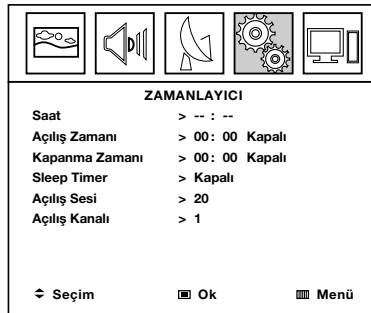 ZAMANLAYICI
Saat > -- : --
Açılış Zamanı > 00: 00 Kapalı
Kapanma Zamanı > 00: 00 Kapalı
Sleep Timer > Kapalı
Açılış Sesi > 20
Açılış Kanalı > 1
Seçim Ok Menü